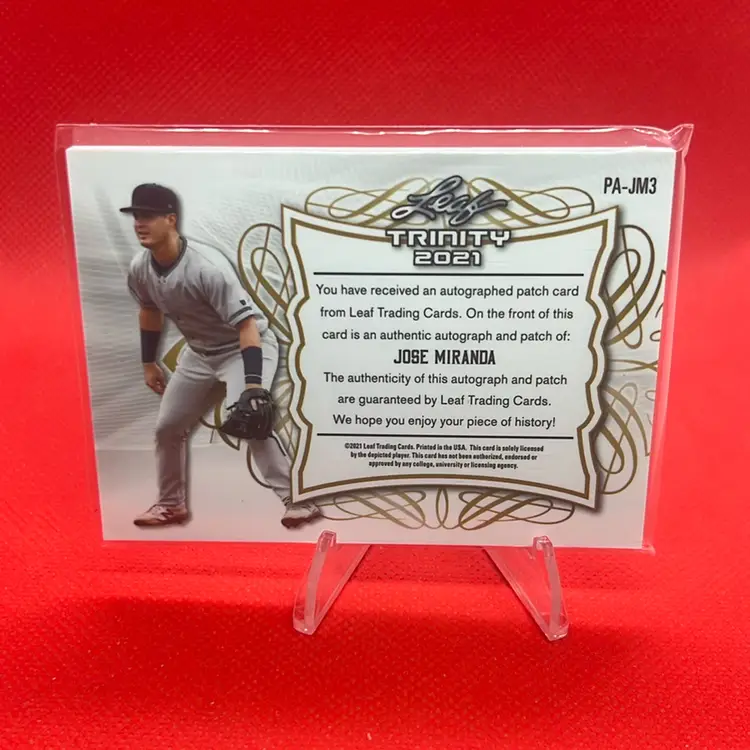 PA-JM3
Leaf
TRINITY
2021
You have received an autographed patch card
from Leaf Trading Cards. On the front of this
card is an authentic autograph and patch of:
JOSE MIRANDA
The authenticity of this autograph and patch
are guaranteed by Leaf Trading Cards.
We hope you enjoy your piece of history!
©2021 Leaf Trading Cards. Printed in the USA. This card is solely licensed
by the depicted player. This card has not been authorized, endorsed or
approved by any college, university or licensing agency.